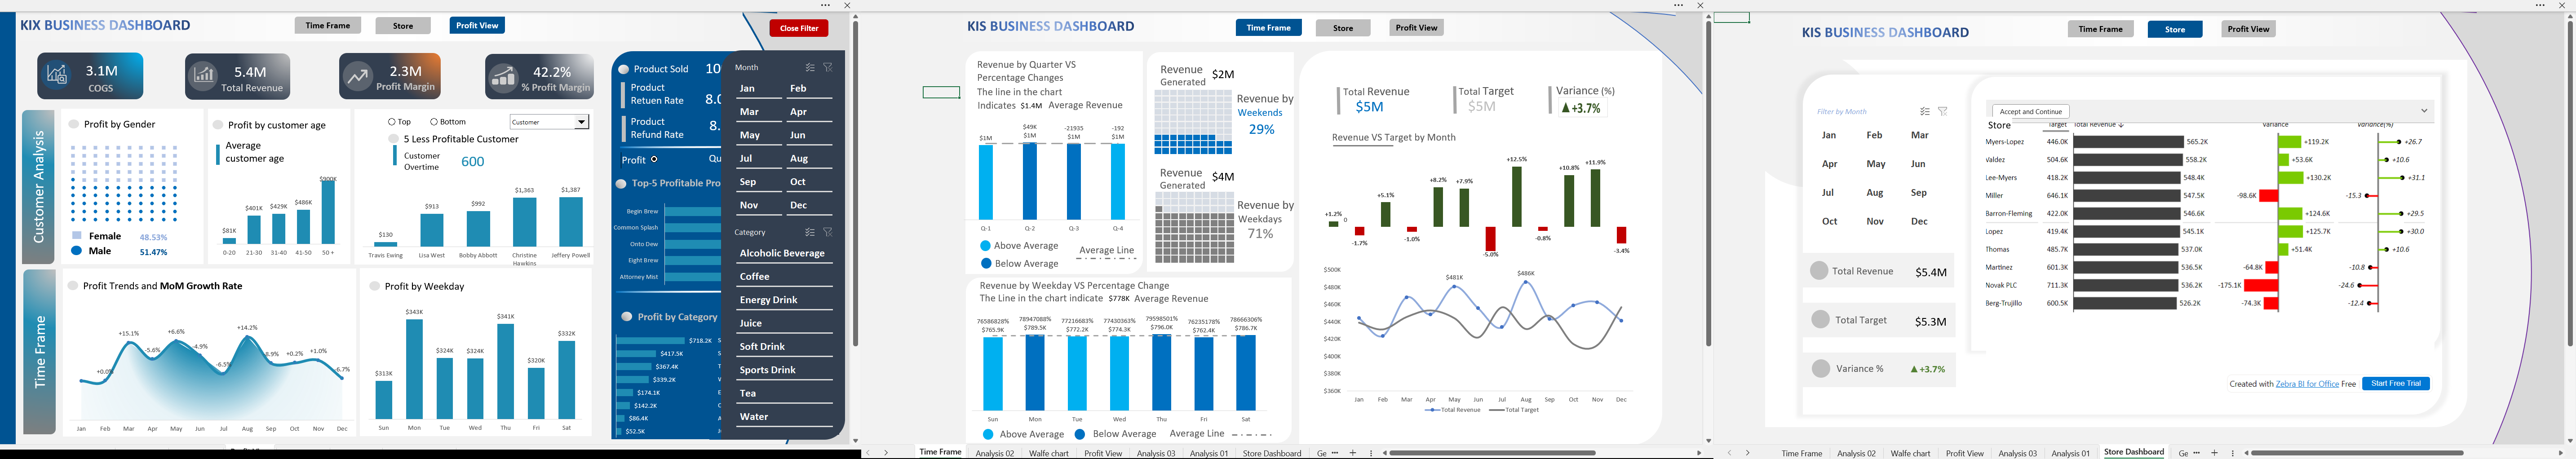 KIX BUSINESS DASHBOARD
Time Frame
Store
Profit View
Close Filter
3.1M
COGS
5.4M
Total Revenue
2.3M
Profit Margin
42.2%
% Profit Margin
Customer Analysis
Profit by Gender
Female 48.53%
Male 51.47%
Profit by customer age
Average
customer age
$81K $401K $429K $486K $900K
0-20 21-30 31-40 41-50 50 +
Top
Bottom
Customer
5 Less Profitable Customer
Customer
Overtime
600
$130 $913 $992 $1,363 $1,387
Travis Ewing Lisa West Bobby Abbott Christine Hawkins Jeffery Powell
Time Frame
Profit Trends and MoM Growth Rate
+0.0% +15.1% -5.6% +6.6% -4.9% -6.5% +14.2% -8.9% +0.2% +1.0% -6.7%
Jan Feb Mar Apr May Jun Jul Aug Sep Oct Nov Dec
Profit by Weekday
$313K $343K $324K $324K $341K $320K $332K
Sun Mon Tue Wed Thu Fri Sat
Product Sold 10
Product
Retuen Rate 8.0
Product
Refund Rate 8.
Profit
Qu
Top-5 Profitable Pro
Begin Brew
Common Splash
Onto Dew
Eight Brew
Attorney Mist
Profit by Category
$718.2K
$417.5K
$367.4K
$339.2K
$174.1K
$142.2K
$86.4K
$52.5K
Month
Jan Feb
Mar Apr
May Jun
Jul Aug
Sep Oct
Nov Dec
Category
Alcoholic Beverage
Coffee
Energy Drink
Juice
Soft Drink
Sports Drink
Tea
Water
KIS BUSINESS DASHBOARD
Time Frame
Store
Profit View
Revenue by Quarter VS
Percentage Changes
The line in the chart
Indicates $1.4M Average Revenue
$49K -21935 -192
$1M $1M $1M $1M
Q-1 Q-2 Q-3 Q-4
Above Average
Below Average
Average Line
Revenue
Generated $2M
Revenue by
Weekends
29%
Revenue
Generated $4M
Revenue by
Weekdays
71%
Revenue by Weekday VS Percentage Change
The Line in the chart indicate $778K Average Revenue
76586828% 78947088% 77216683% 77430363% 79598501% 76235178% 78666306%
$765.9K $789.5K $772.2K $774.3K $796.0K $762.4K $786.7K
Sun Mon Tue Wed Thu Fri Sat
Above Average
Below Average
Average Line
Total Revenue
$5M
Total Target
$5M
Variance (%)
▲+3.7%
Revenue VS Target by Month
+1.2% 0 -1.7% +5.1% -1.0% +8.2% +7.9% -5.0% +12.5% -0.8% +10.8% +11.9% -3.4%
$500K
$480K
$460K
$440K
$420K
$400K
$380K
$360K
$481K
$486K
Jan Feb Mar Apr May Jun Jul Aug Sep Oct Nov Dec
Total Revenue
Total Target
Time Frame Analysis 02 Walfe chart Profit View Analysis 03 Analysis 01 Store Dashboard Ge
KIS BUSINESS DASHBOARD
Time Frame
Store
Profit View
Filter by Month
Jan Feb Mar
Apr May Jun
Jul Aug Sep
Oct Nov Dec
Total Revenue $5.4M
Total Target $5.3M
Variance % ▲+3.7%
Accept and Continue
Store Target Total Revenue Variance Variance(%)
Myers-Lopez 446.0K 565.2K +119.2K +26.7
Valdez 504.6K 558.2K +53.6K +10.6
Lee-Myers 418.2K 548.4K +130.2K +31.1
Miller 646.1K 547.5K -98.6K -15.3
Barron-Fleming 422.0K 546.6K +124.6K +29.5
Lopez 419.4K 545.1K +125.7K +30.0
Thomas 485.7K 537.0K +51.4K +10.6
Martinez 601.3K 536.5K -64.8K -10.8
Novak PLC 711.3K 536.2K -175.1K -24.6
Berg-Trujillo 600.5K 526.2K -74.3K -12.4
Created with Zebra BI for Office Free
Start Free Trial
Time Frame Analysis 02 Walfe chart Profit View Analysis 03 Analysis 01 Store Dashboard Ge